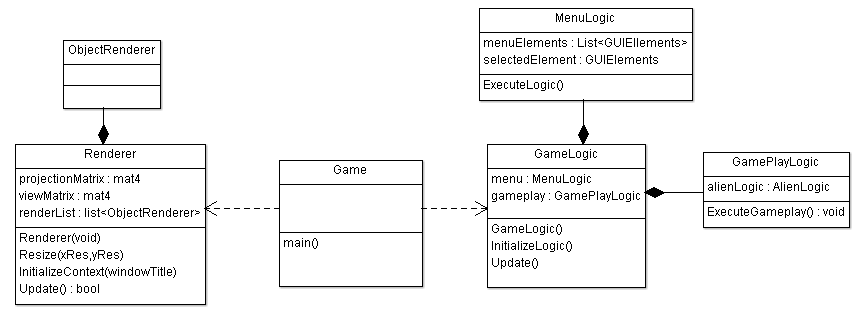 MenuLogic
menuElements : List<GUIEllements>
selectedElement : GUIElements
ExecuteLogic()
ObjectRenderer
Renderer
projectionMatrix : mat4
viewMatrix : mat4
renderList : list<ObjectRenderer>
Renderer(void)
Resize(xRes,yRes)
InitializeContext(windowTitle)
Update() : bool
Game
main()
GameLogic
menu : MenuLogic
gameplay : GamePlayLogic
GameLogic()
InitializeLogic()
Update()
GamePlayLogic
alienLogic : AlienLogic
ExecuteGameplay() : void